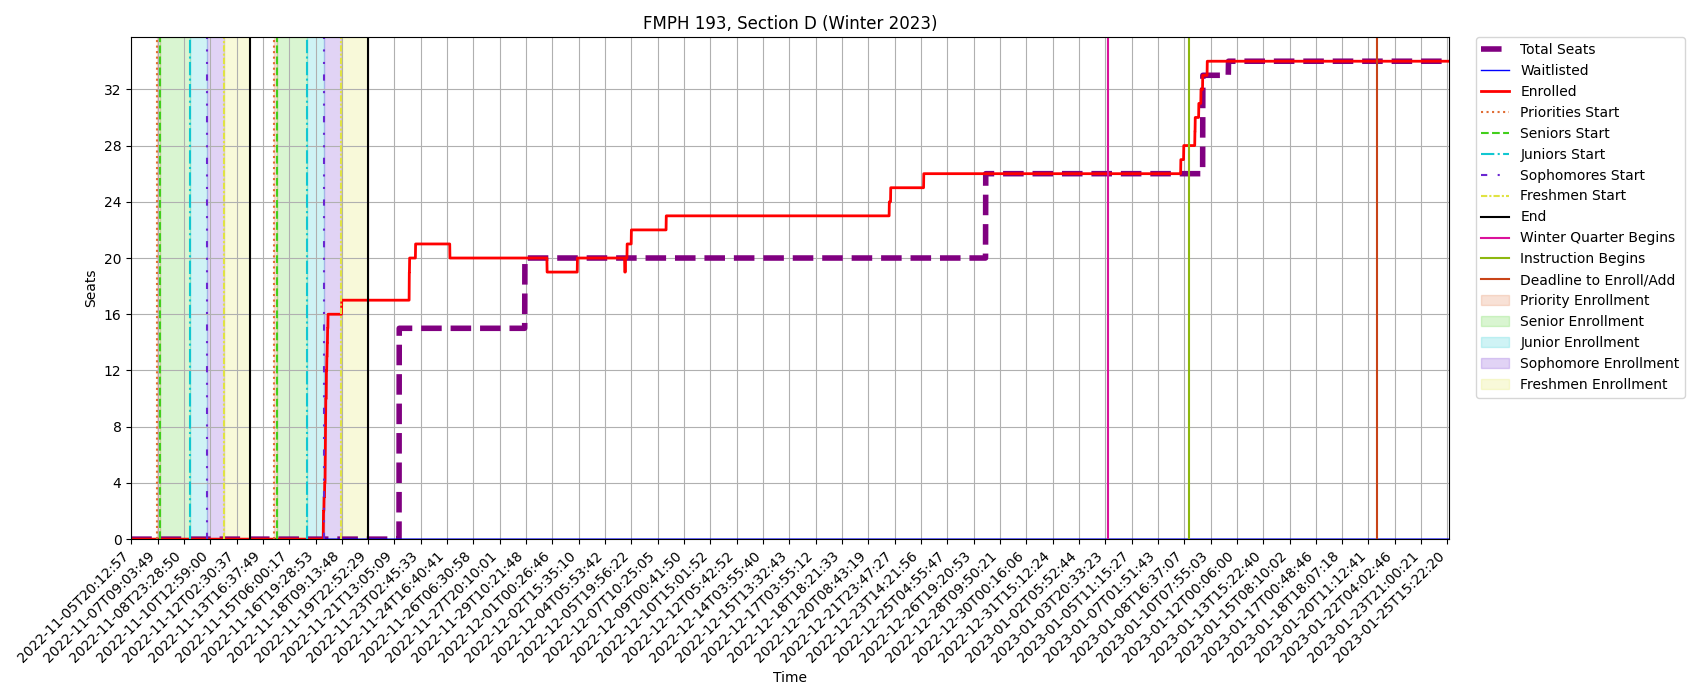 FMPH 193, Section D (Winter 2023)
Seats
32
28
24
20
16
12
8
4
0
2022-11-05T20:12:57
2022-11-07T09:03:49
2022-11-08T23:28:50
2022-11-10T12:59:00
2022-11-12T02:30:37
2022-11-13T16:37:49
2022-11-15T06:00:17
2022-11-16T19:28:53
2022-11-18T09:13:48
2022-11-19T22:52:29
2022-11-21T13:05:09
2022-11-23T02:45:33
2022-11-24T16:40:41
2022-11-26T06:30:58
2022-11-27T20:10:01
2022-11-29T10:21:48
2022-12-01T00:26:46
2022-12-02T15:35:10
2022-12-04T05:53:42
2022-12-05T19:56:22
2022-12-07T10:25:05
2022-12-09T00:41:50
2022-12-10T15:01:52
2022-12-12T05:42:52
2022-12-14T03:55:40
2022-12-15T13:32:43
2022-12-17T03:55:12
2022-12-18T18:21:33
2022-12-20T08:43:19
2022-12-21T23:47:27
2022-12-23T14:21:56
2022-12-25T04:55:47
2022-12-26T19:20:53
2022-12-28T09:50:21
2022-12-30T00:16:06
2022-12-31T15:12:24
2023-01-02T05:52:44
2023-01-03T20:33:23
2023-01-05T11:15:27
2023-01-07T01:51:43
2023-01-08T16:37:07
2023-01-10T07:55:03
2023-01-12T00:06:00
2023-01-13T15:22:40
2023-01-15T08:10:02
2023-01-17T00:48:46
2023-01-18T18:07:18
2023-01-20T11:12:41
2023-01-22T04:02:46
2023-01-23T21:00:21
2023-01-25T15:22:20
Time
Total Seats
Waitlisted
Enrolled
Priorities Start
Seniors Start
Juniors Start
Sophomores Start
Freshmen Start
End
Winter Quarter Begins
Instruction Begins
Deadline to Enroll/Add
Priority Enrollment
Senior Enrollment
Junior Enrollment
Sophomore Enrollment
Freshmen Enrollment